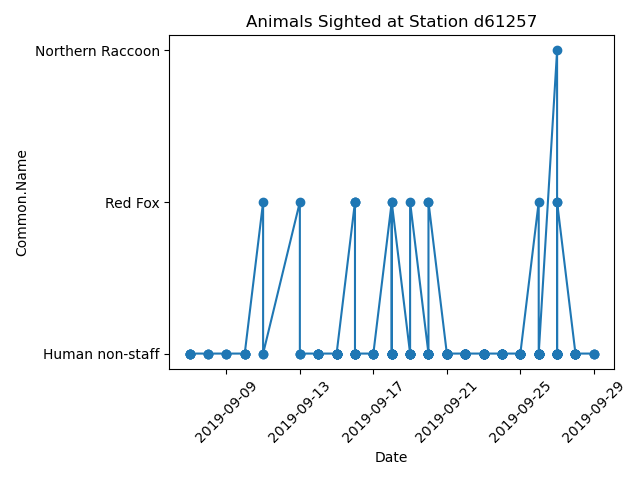 Animals Sighted at Station d61257
Northern Raccoon
Red Fox
Human non-staff
Common.Name
2019-09-09
2019-09-13
2019-09-17
2019-09-21
2019-09-25
2019-09-29
Date